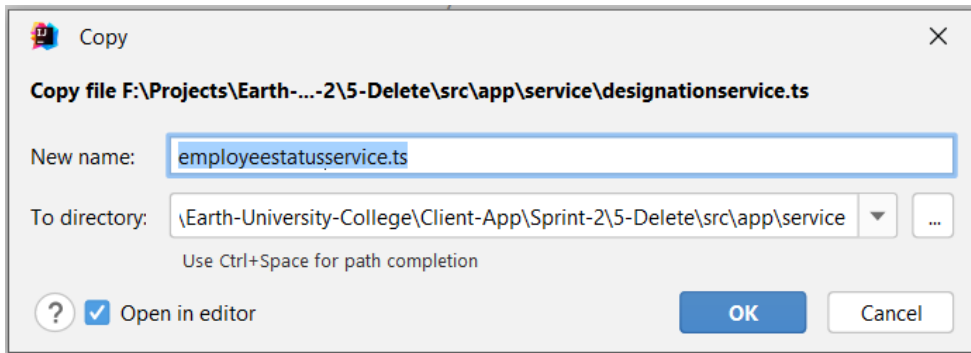 Copy
Copy file F:\Projects\Earth-...-2\5-Delete\src\app\service\designationservice.ts
New name: employeestatusservice.ts
To directory: \Earth-University-College\Client-App\Sprint-2\5-Delete\src\app\service ...
Use Ctrl+Space for path completion
? Open in editor OK Cancel